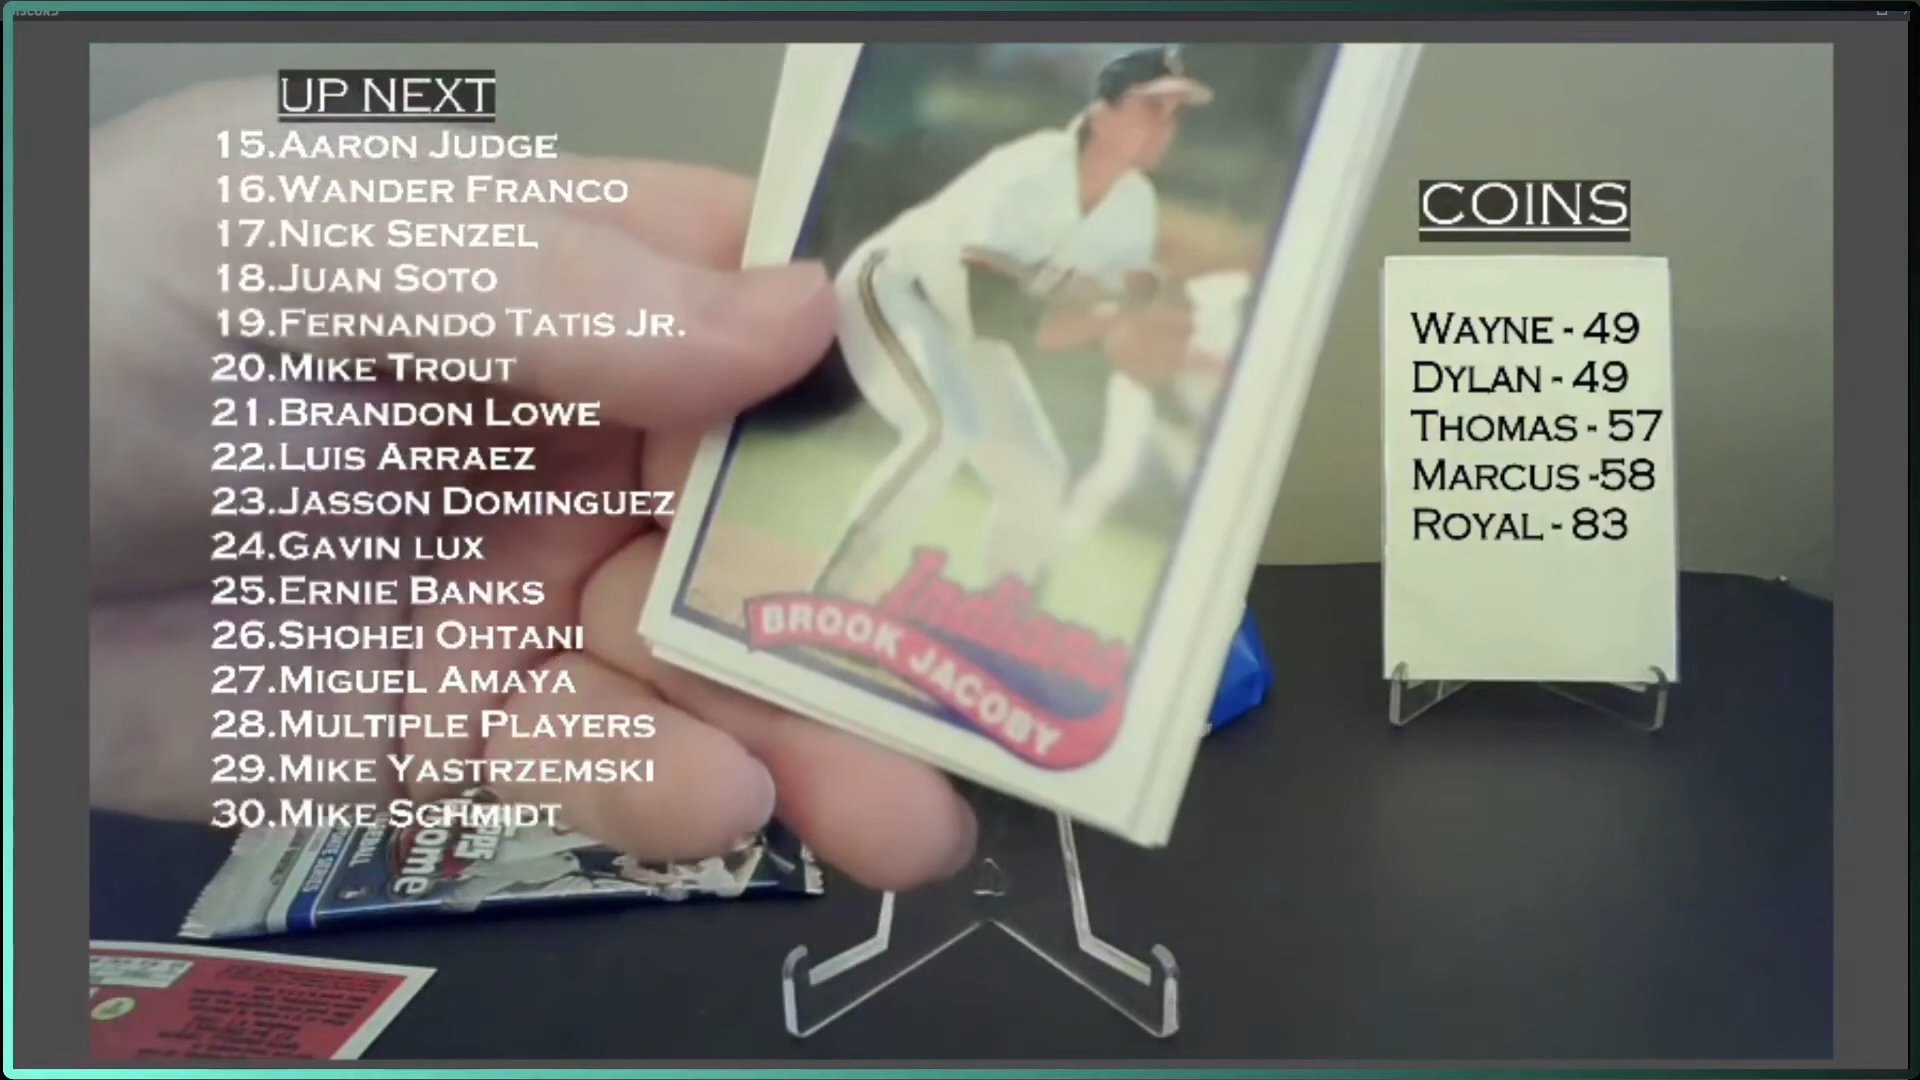 UP NEXT
15.AARON JUDGE
16.WANDER FRANCO
17.NICK SENZEL
18.JUAN SOTO
19.FERNANDO TATIS JR.
20.MIKE TROUT
21.BRANDON LOWE
22.LUIS ARRAEZ
23.JASSON DOMINGUEZ
24.GAVIN LUX
25.ERNIE BANKS
26.SHOHEI OHTANI
27.MIGUEL AMAYA
28.MULTIPLE PLAYERS
29.MIKE YASTRZEMSKI
30.MIKE SCHMIDT
Indians
BROOK JACOBY
COINS
WAYNE - 49
DYLAN - 49
THOMAS - 57
MARCUS -58
ROYAL - 83